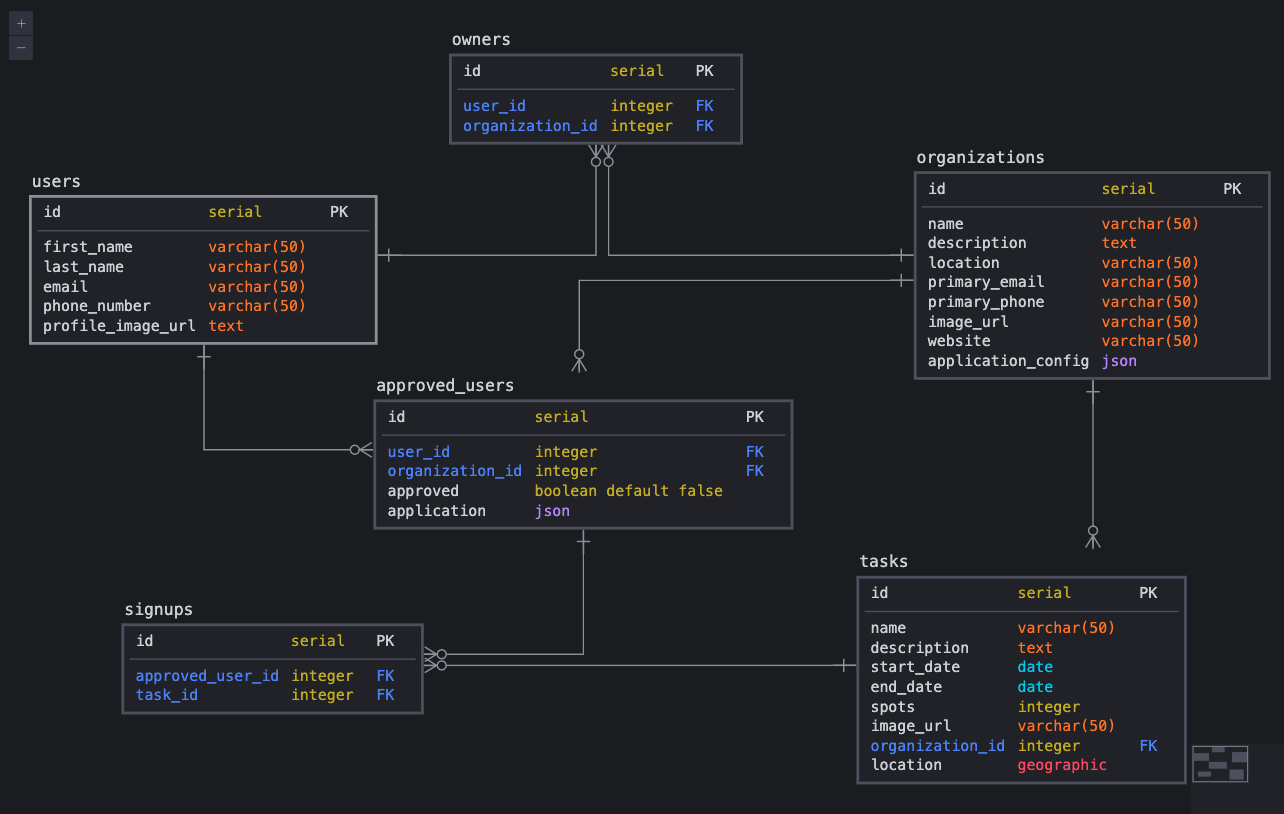 +
−
owners
id serial PK
user_id integer FK
organization_id integer FK
organizations
id serial PK
name varchar(50)
description text
location varchar(50)
primary_email varchar(50)
primary_phone varchar(50)
image_url varchar(50)
website varchar(50)
application_config json
users
id serial PK
first_name varchar(50)
last_name varchar(50)
email varchar(50)
phone_number varchar(50)
profile_image_url text
approved_users
id serial PK
user_id integer FK
organization_id integer FK
approved boolean default false
application json
tasks
id serial PK
name varchar(50)
description text
start_date date
end_date date
spots integer
image_url varchar(50)
organization_id integer FK
location geographic
signups
id serial PK
approved_user_id integer FK
task_id integer FK